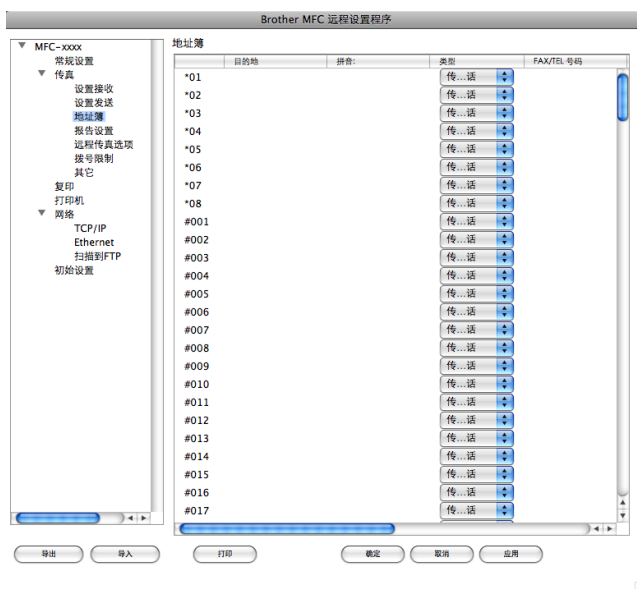 Brother MFC 远程设置程序
MFC-xxxx
常规设置
传真
设置接收
设置发送
地址簿
报告设置
远程传真选项
拨号限制
其它
复印
打印机
网络
TCP/IP
Ethernet
扫描到FTP
初始设置
地址簿
目的地 拼音: 类型 FAX/TEL 号码
*01 传...话
*02 传...话
*03 传...话
*04 传...话
*05 传...话
*06 传...话
*07 传...话
*08 传...话
#001 传...话
#002 传...话
#003 传...话
#004 传...话
#005 传...话
#006 传...话
#007 传...话
#008 传...话
#009 传...话
#010 传...话
#011 传...话
#012 传...话
#013 传...话
#014 传...话
#015 传...话
#016 传...话
#017 传...话
导出 导入 打印 确定 取消 应用